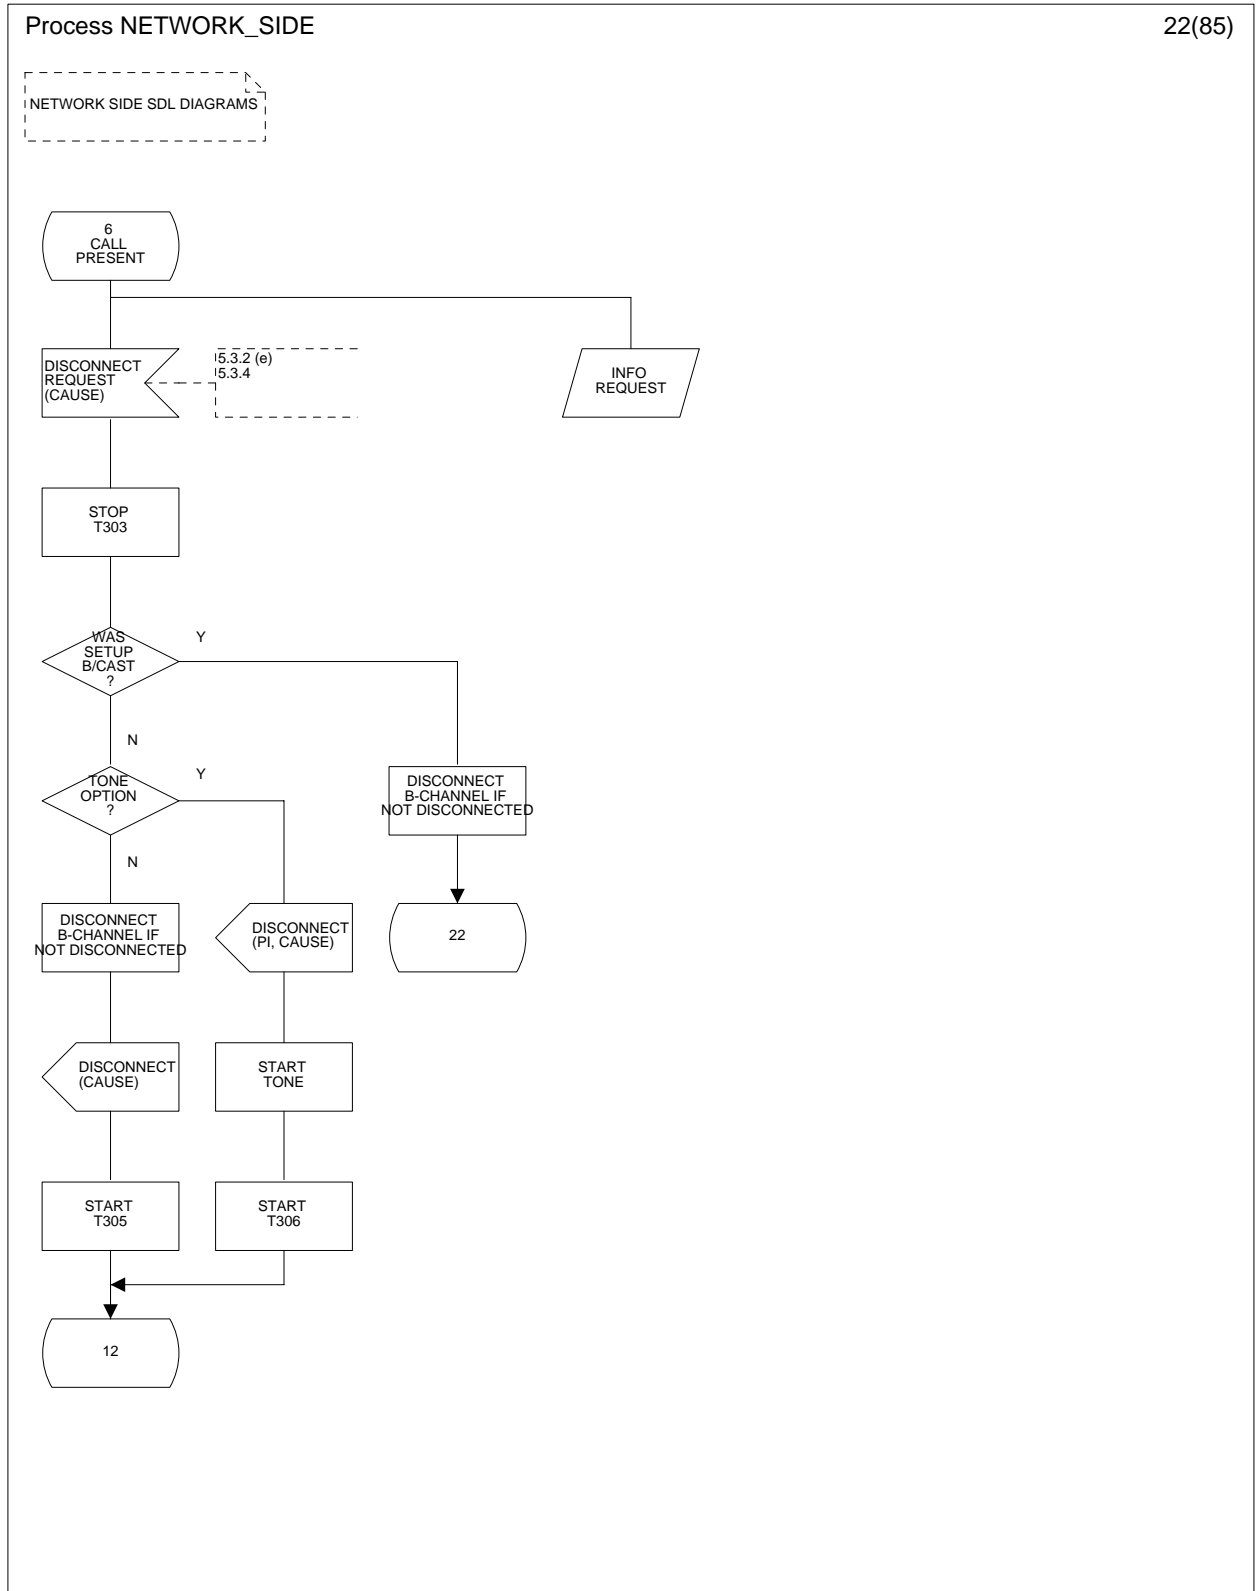 Process NETWORK_SIDE
22(85)
NETWORK SIDE SDL DIAGRAMS
6
CALL
PRESENT
DISCONNECT
REQUEST
(CAUSE)
5.3.2 (e)
5.3.4
INFO
REQUEST
STOP
T303
WAS
SETUP
B/CAST
?
Y
N
TONE
OPTION
?
Y
DISCONNECT
B-CHANNEL IF
NOT DISCONNECTED
N
DISCONNECT
B-CHANNEL IF
NOT DISCONNECTED
DISCONNECT
(PI, CAUSE)
22
DISCONNECT
(CAUSE)
START
TONE
START
T305
START
T306
12